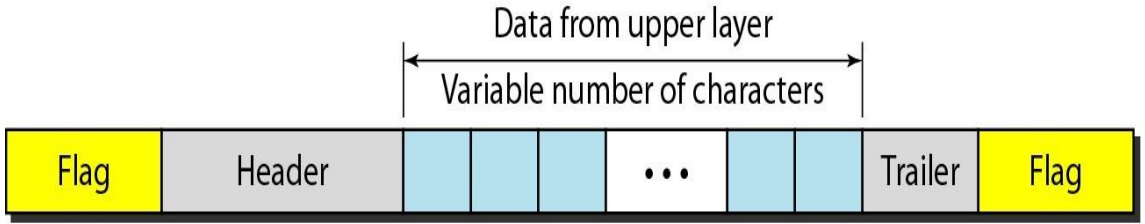 Data from upper layer
Variable number of characters
Flag Header ••• Trailer Flag